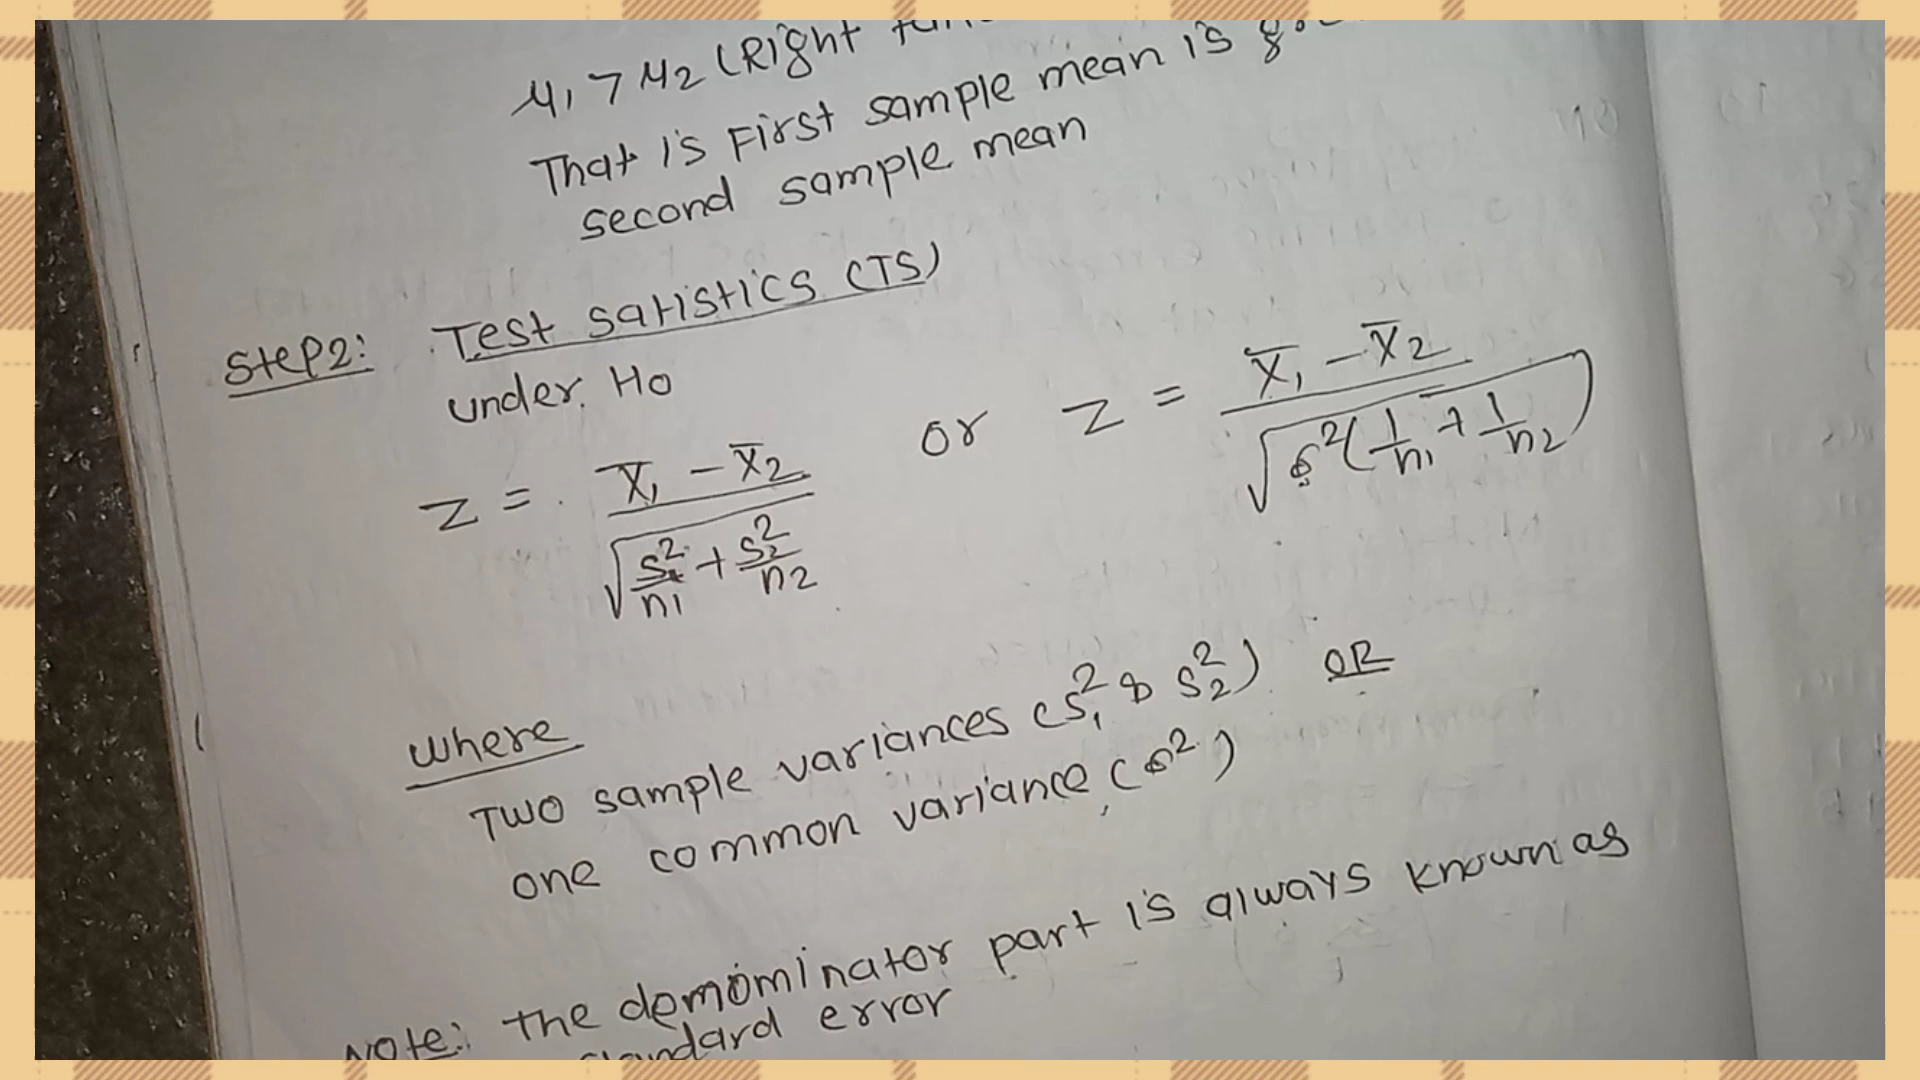 μ₁ > μ₂ (Right
That is First sample mean is
second sample mean
Step2: Test satistics (TS)
under H₀
Z = (X̄₁ - X̄₂) / √(s₁²/n₁ + s₂²/n₂) or Z = (X̄₁ - X̄₂) / √(σ²(1/n₁ + 1/n₂))
where
Two sample variances (s₁² & s₂²) OR
one common variance (σ²)
Note: the demominator part is always known as
standard error